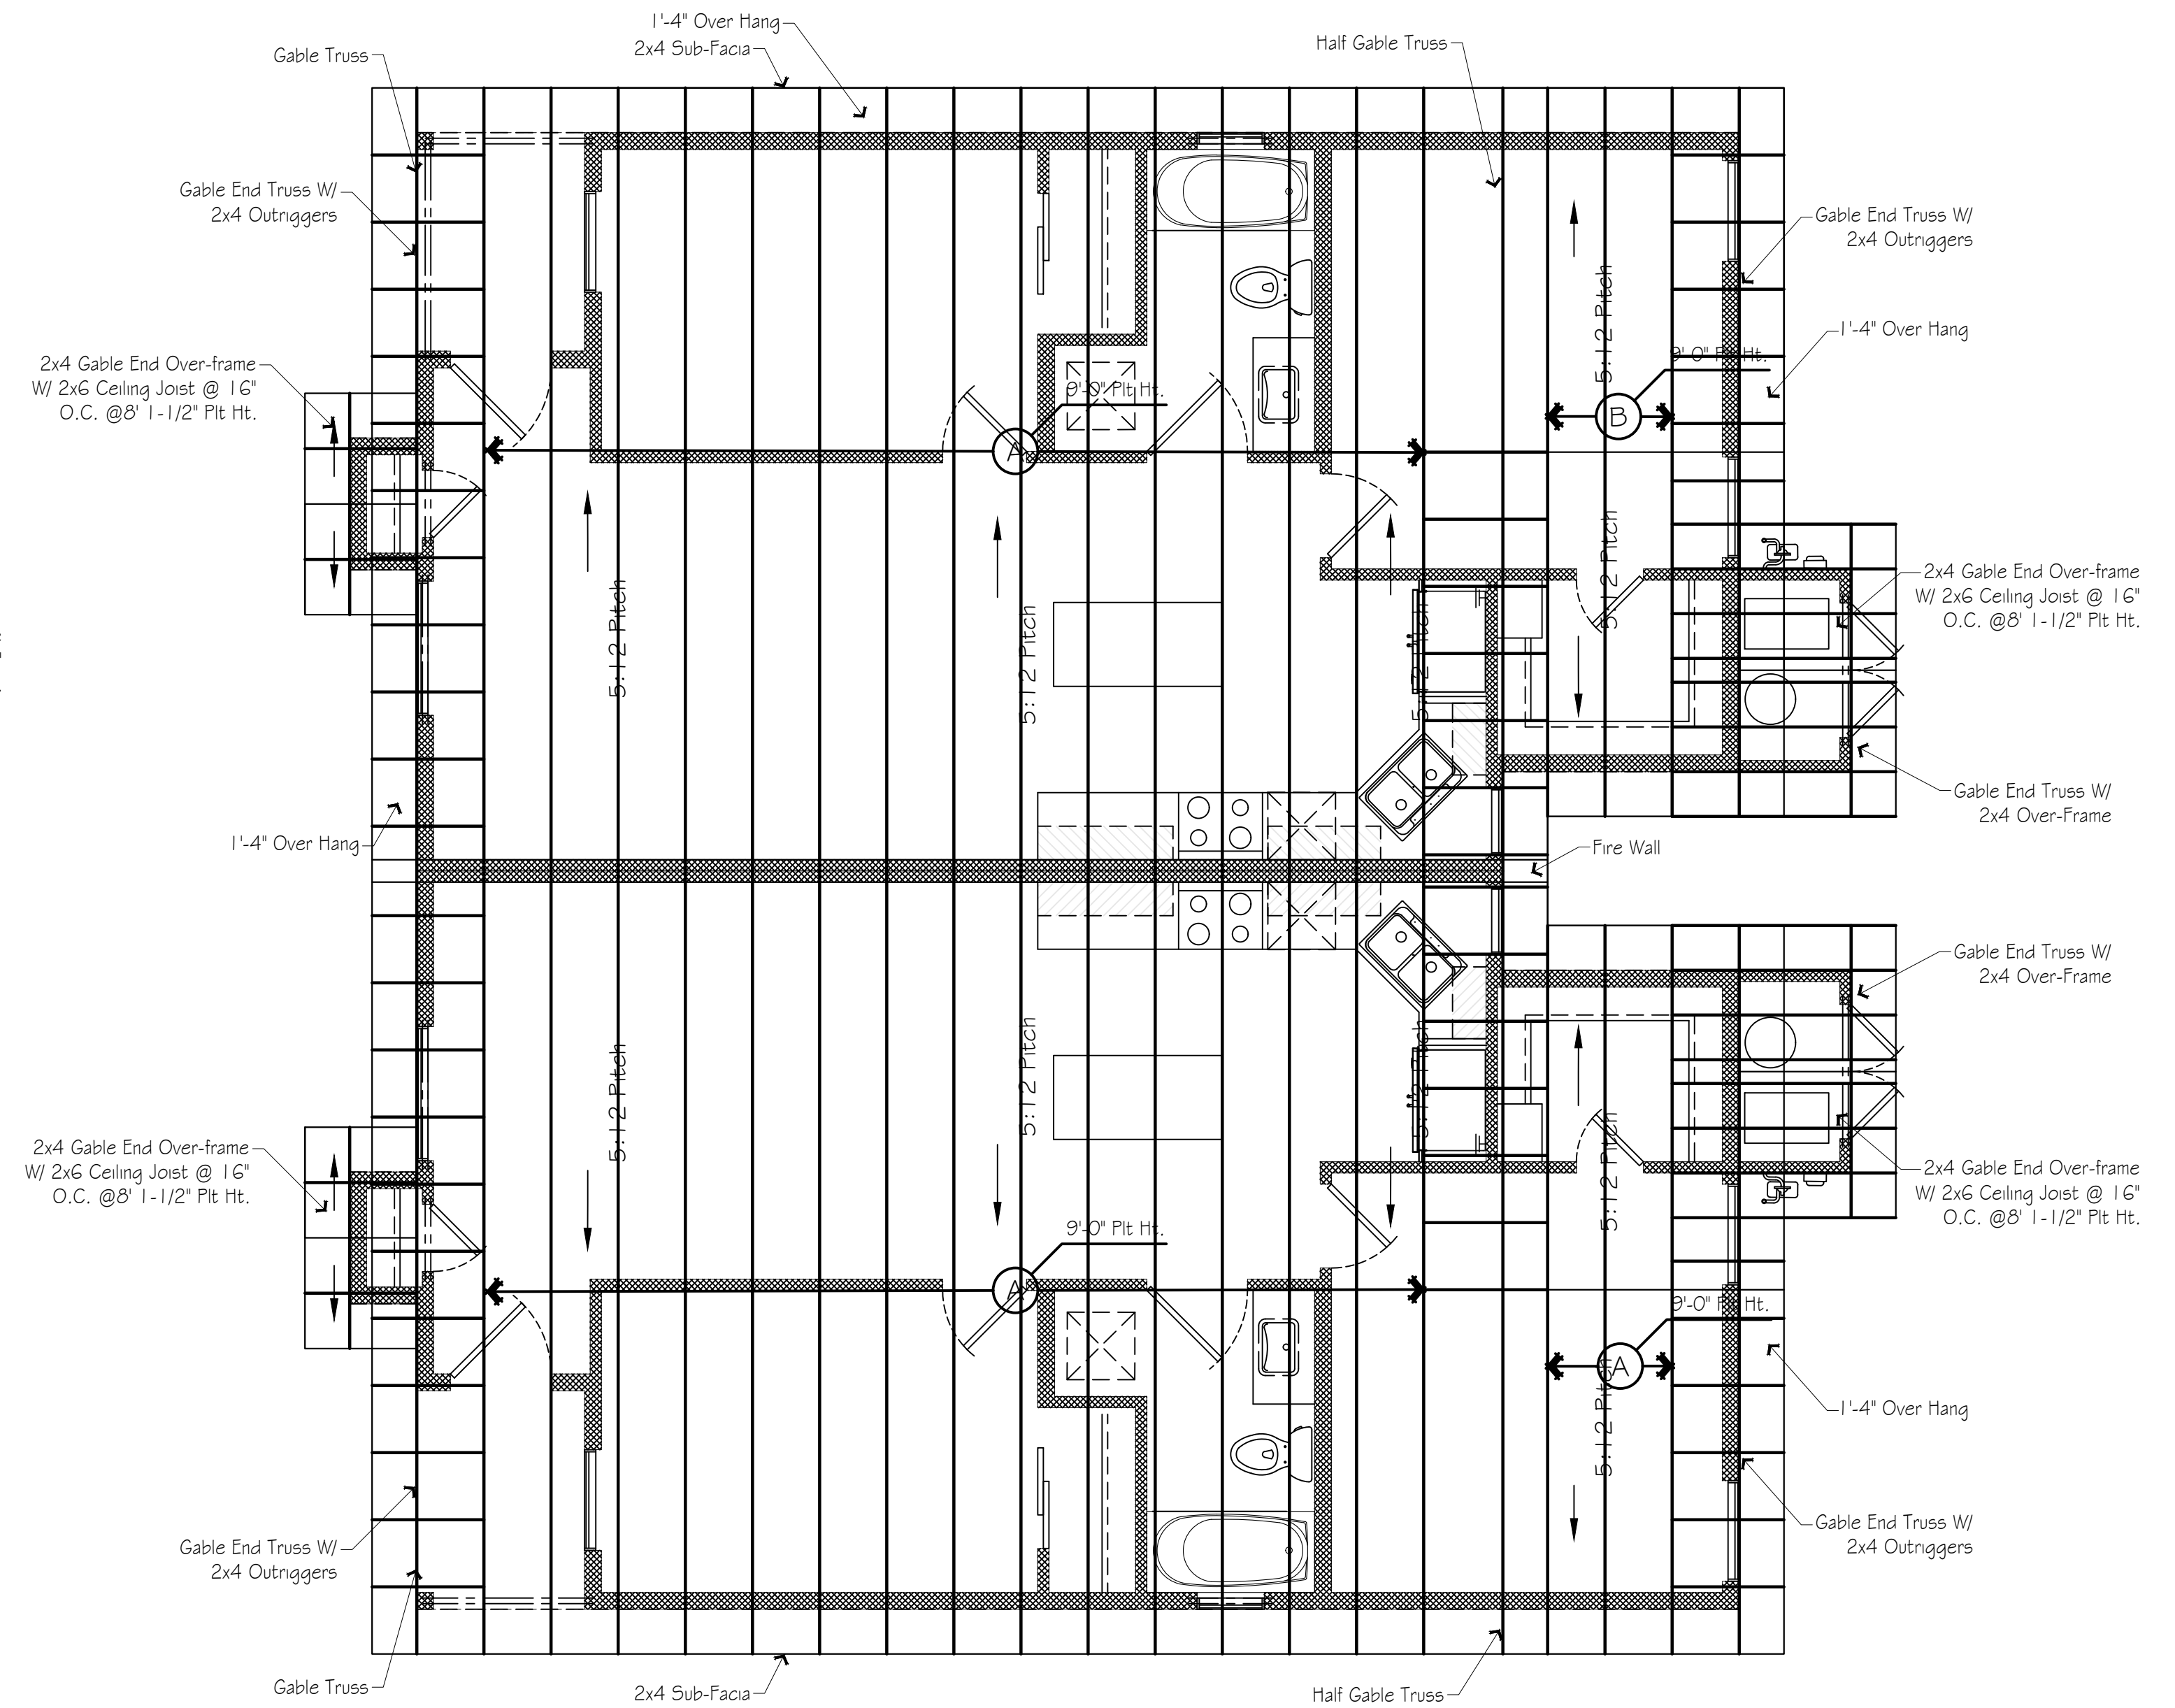 1'-4" Over Hang
2x4 Sub-Facia
Gable Truss
Half Gable Truss
Gable End Truss W/
2x4 Outriggers
Gable End Truss W/
2x4 Outriggers
5:12 Pitch
1'-4" Over Hang
9'-0" Plt Ht.
2x4 Gable End Over-frame
W/ 2x6 Ceiling Joist @ 16"
O.C. @8' 1-1/2" Plt Ht.
9'-0" Plt Ht.
B
A
5:12 Pitch
2x4 Gable End Over-frame
W/ 2x6 Ceiling Joist @ 16"
O.C. @8' 1-1/2" Plt Ht.
5:12 Pitch
5:12 Pitch
5:12 Pitch
Gable End Truss W/
2x4 Over-Frame
1'-4" Over Hang
Fire Wall
Gable End Truss W/
2x4 Over-Frame
5:12 Pitch
5:12 Pitch
5:12 Pitch
5:12 Pitch
2x4 Gable End Over-frame
W/ 2x6 Ceiling Joist @ 16"
O.C. @8' 1-1/2" Plt Ht.
2x4 Gable End Over-frame
W/ 2x6 Ceiling Joist @ 16"
O.C. @8' 1-1/2" Plt Ht.
9'-0" Plt Ht.
A
9'-0" Plt Ht.
A
5:12 Pitch
1'-4" Over Hang
Gable End Truss W/
2x4 Outriggers
Gable End Truss W/
2x4 Outriggers
Gable Truss
2x4 Sub-Facia
Half Gable Truss